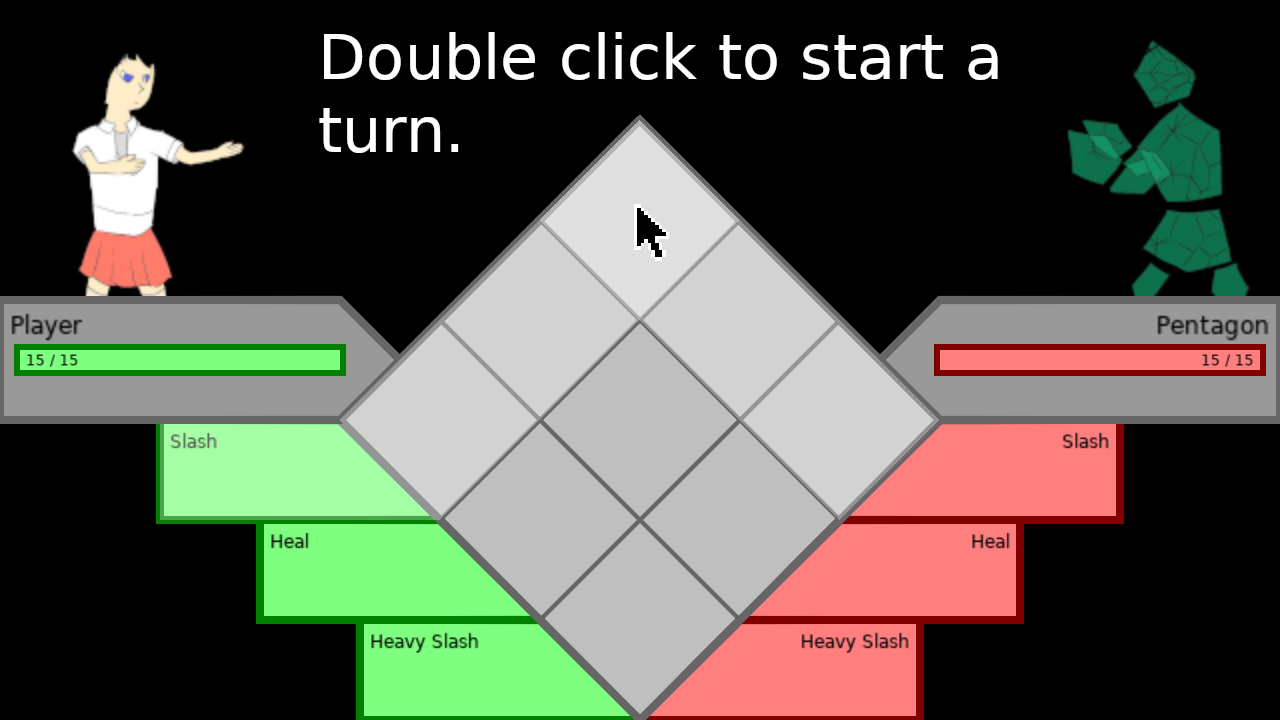 Double click to start a
turn.
Player
15 / 15
Pentagon
15 / 15
Slash
Slash
Heal
Heal
Heavy Slash
Heavy Slash